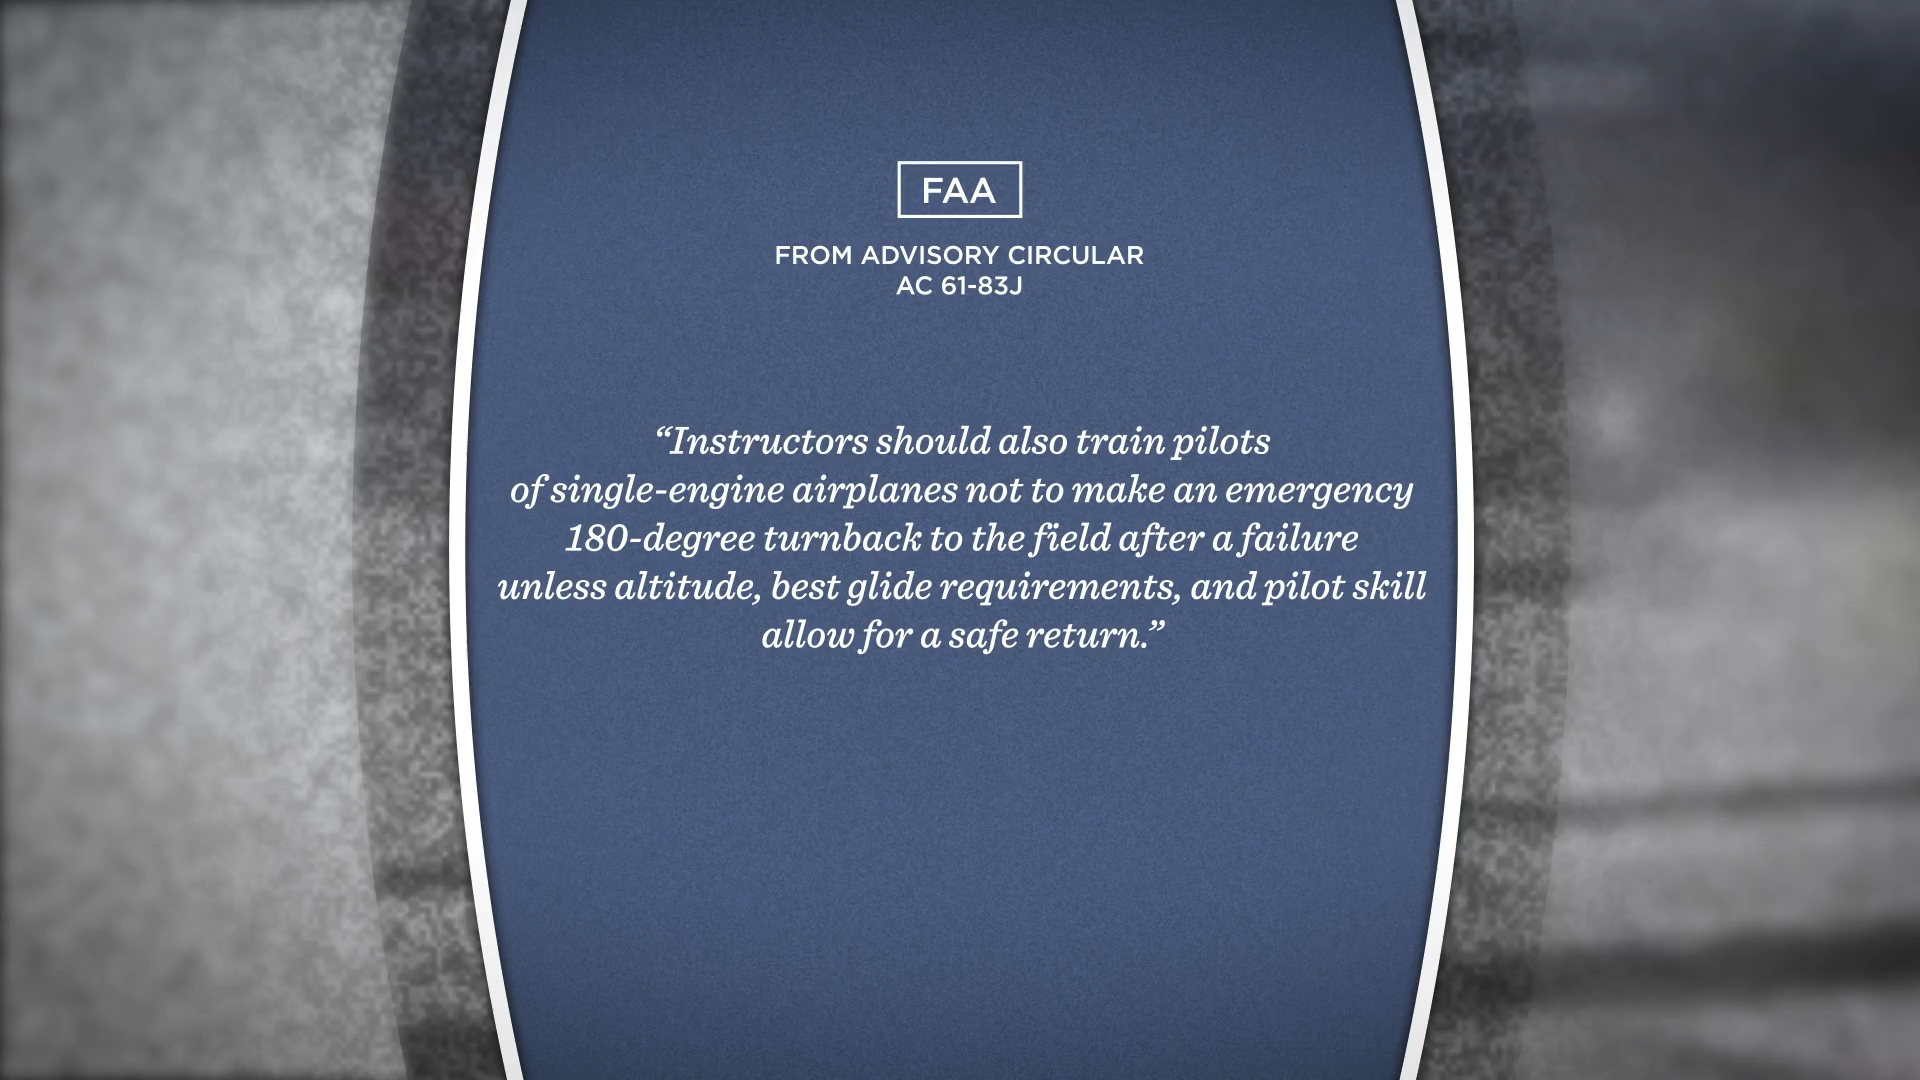 FAA
FROM ADVISORY CIRCULAR
AC 61-83J
“Instructors should also train pilots
of single-engine airplanes not to make an emergency
180-degree turnback to the field after a failure
unless altitude, best glide requirements, and pilot skill
allow for a safe return.”